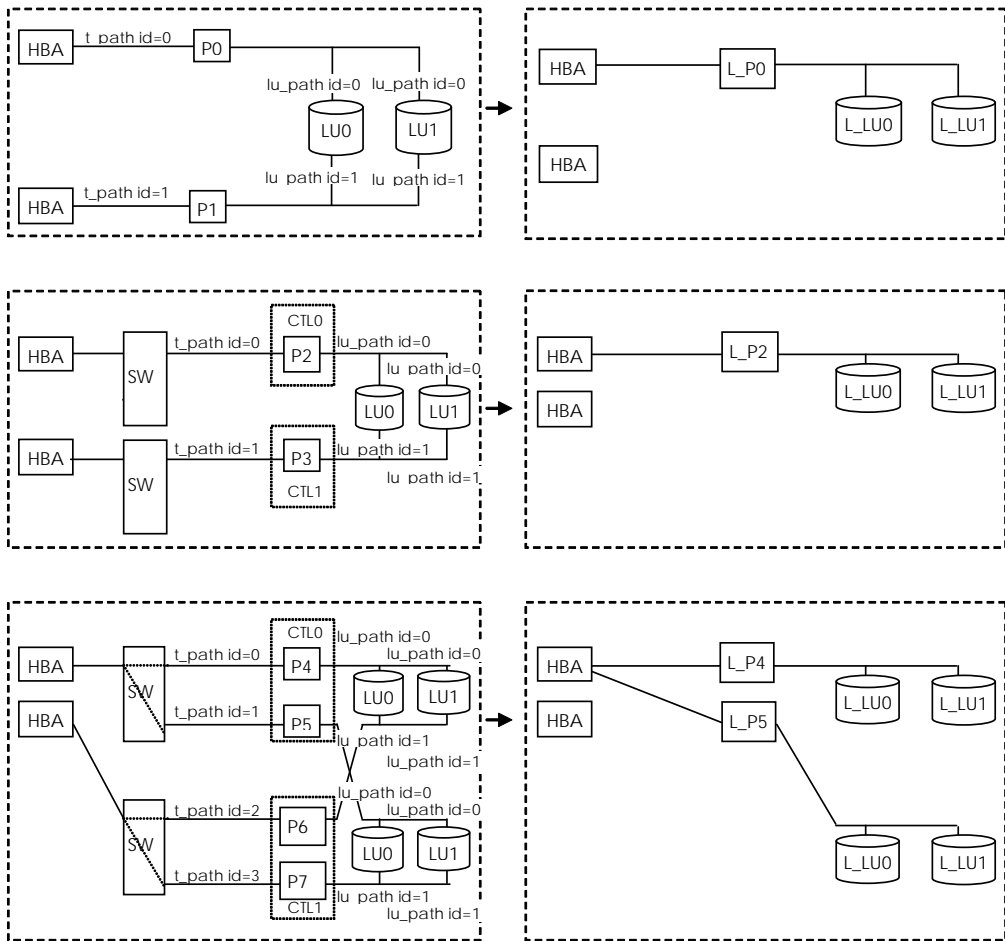 HBA
t_path id=0
P0
lu_path id=0
lu_path id=0
LU0
LU1
lu_path id=1
lu_path id=1
HBA
t_path id=1
P1
HBA
L_P0
L_LU0
L_LU1
HBA
HBA
SW
t_path id=0
CTL0
P2
lu_path id=0
lu_path id=0
LU0
LU1
HBA
SW
t_path id=1
P3
CTL1
lu_path id=1
lu_path id=1
HBA
L_P2
L_LU0
L_LU1
HBA
HBA
SW
t_path id=0
CTL0
P4
lu_path id=0
lu_path id=0
LU0
LU1
HBA
t_path id=1
P5
lu_path id=1
lu_path id=1
SW
t_path id=2
P6
lu_path id=0
lu_path id=0
LU0
LU1
t_path id=3
P7
CTL1
lu_path id=1
lu_path id=1
HBA
L_P4
L_LU0
L_LU1
HBA
L_P5
L_LU0
L_LU1